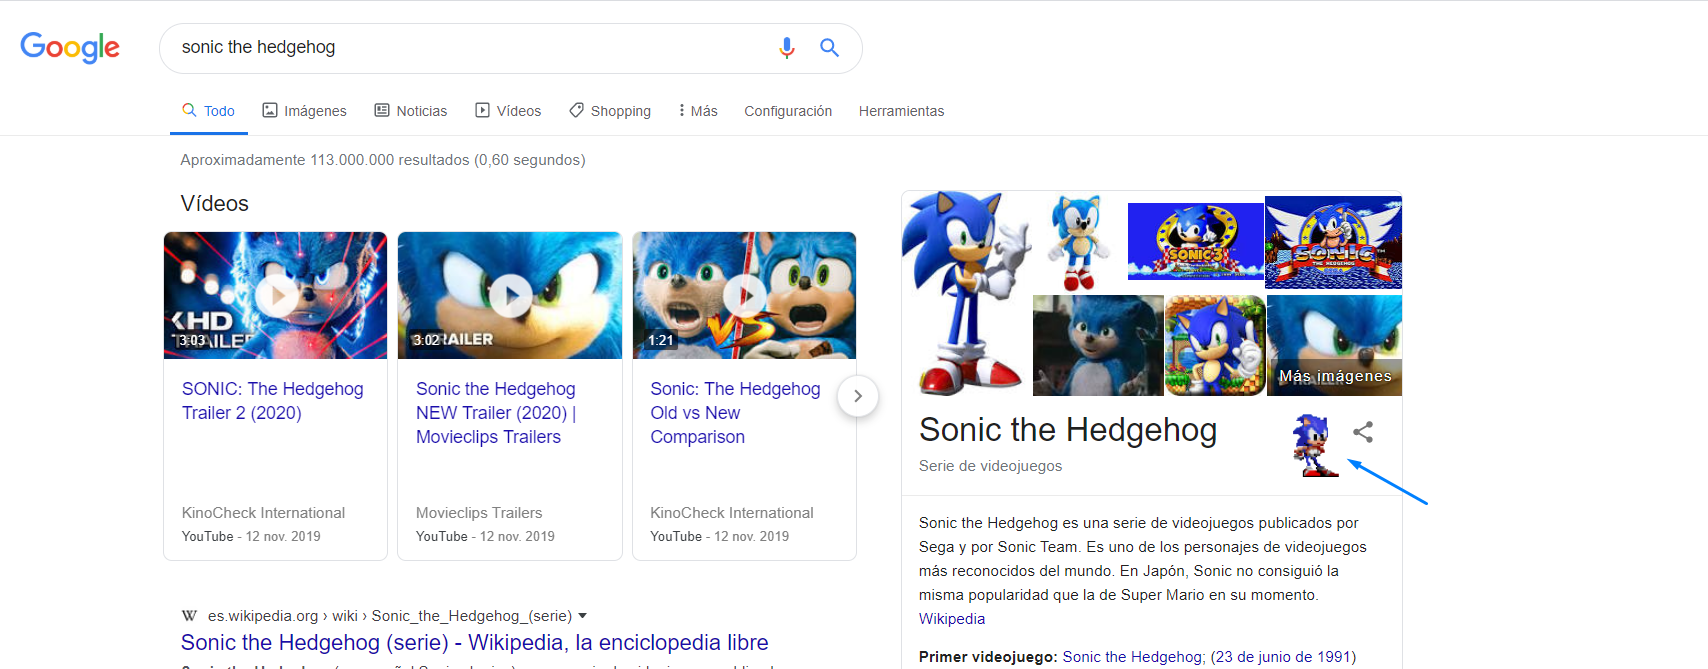 Google
sonic the hedgehog
Todo
Imágenes
Noticias
Vídeos
Shopping
Más
Configuración
Herramientas
Aproximadamente 113.000.000 resultados (0,60 segundos)
Vídeos
KHD
TRAILER
3:03
SONIC: The Hedgehog
Trailer 2 (2020)
KinoCheck International
YouTube - 12 nov. 2019
3:02
RAILER
Sonic the Hedgehog
NEW Trailer (2020) |
Movieclips Trailers
Movieclips Trailers
YouTube - 12 nov. 2019
VS
1:21
Sonic: The Hedgehog
Old vs New
Comparison
KinoCheck International
YouTube - 12 nov. 2019
W es.wikipedia.org › wiki › Sonic_the_Hedgehog_(serie)
Sonic the Hedgehog (serie) - Wikipedia, la enciclopedia libre
SONIC 3
SONIC
THE HEDGEHOG
SEGA
Más imágenes
Sonic the Hedgehog
Serie de videojuegos
Sonic the Hedgehog es una serie de videojuegos publicados por
Sega y por Sonic Team. Es uno de los personajes de videojuegos
más reconocidos del mundo. En Japón, Sonic no consiguió la
misma popularidad que la de Super Mario en su momento.
Wikipedia
Primer videojuego: Sonic the Hedgehog; (23 de junio de 1991)